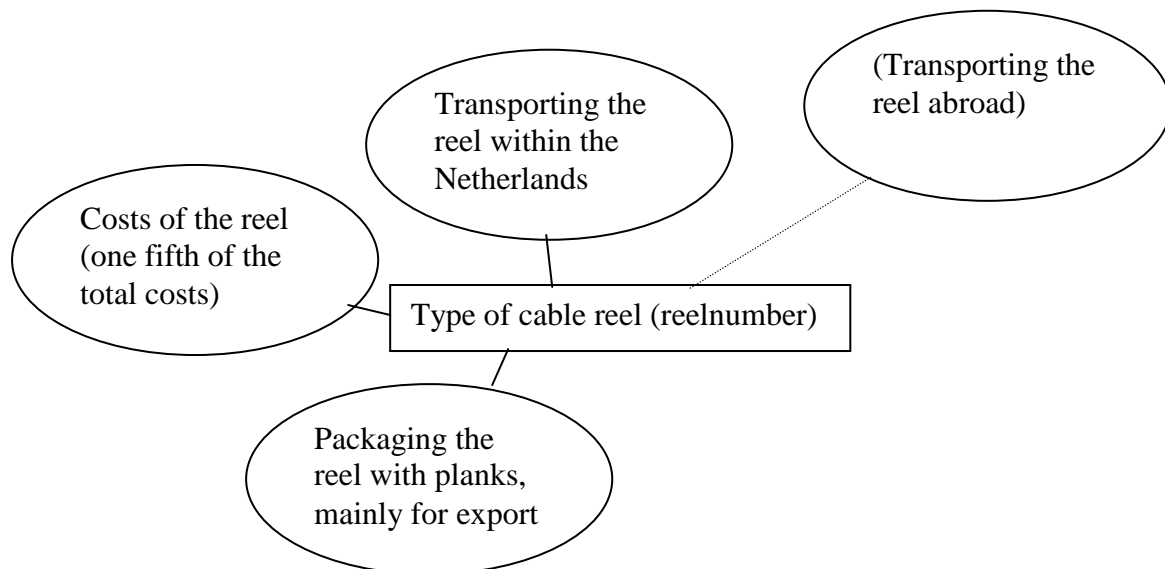 (Transporting the
reel abroad)
Transporting the
reel within the
Netherlands
Costs of the reel
(one fifth of the
total costs)
Type of cable reel (reelnumber)
Packaging the
reel with planks,
mainly for export